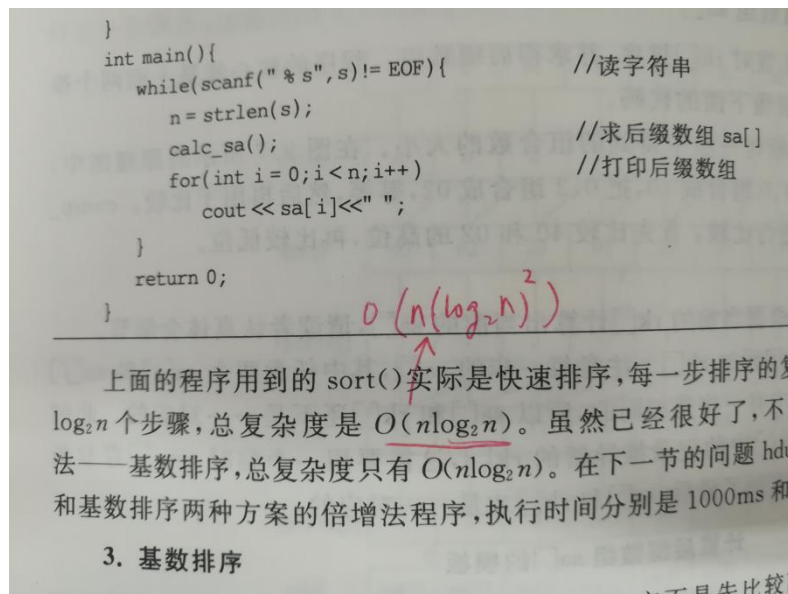 }
int main(){
while(scanf("%s",s)!= EOF){ //读字符串
n = strlen(s);
calc_sa(); //求后缀数组 sa[]
for(int i = 0;i < n;i++) //打印后缀数组
cout << sa[i]<<" ";
}
return 0;
}
O(n(log₂n)²)
上面的程序用到的 sort()实际是快速排序,每一步排序的复
log₂n 个步骤,总复杂度是 O(nlog₂n)。虽然已经很好了,不
法——基数排序,总复杂度只有 O(nlog₂n)。在下一节的问题 hdu
和基数排序两种方案的倍增法程序,执行时间分别是 1000ms 和
3. 基数排序